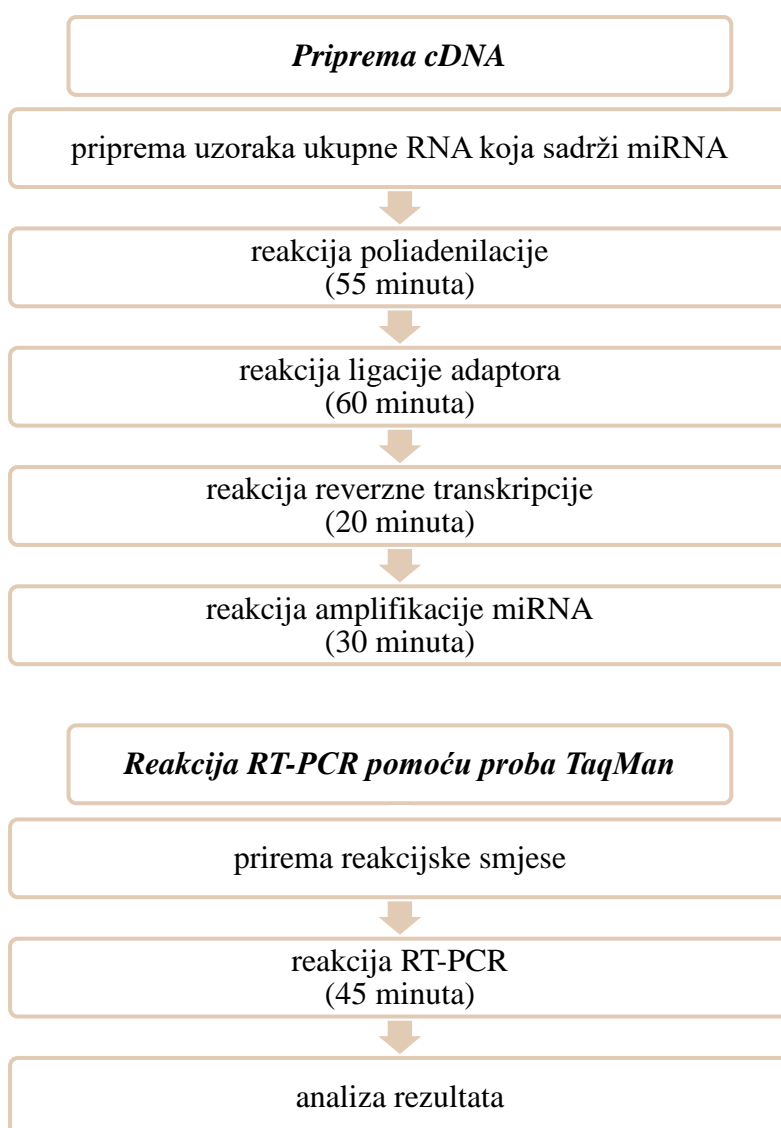 Priprema cDNA
priprema uzoraka ukupne RNA koja sadrži miRNA
reakcija poliadenilacije
(55 minuta)
reakcija ligacije adaptora
(60 minuta)
reakcija reverzne transkripcije
(20 minuta)
reakcija amplifikacije miRNA
(30 minuta)
Reakcija RT-PCR pomoću proba TaqMan
prirema reakcijske smjese
reakcija RT-PCR
(45 minuta)
analiza rezultata